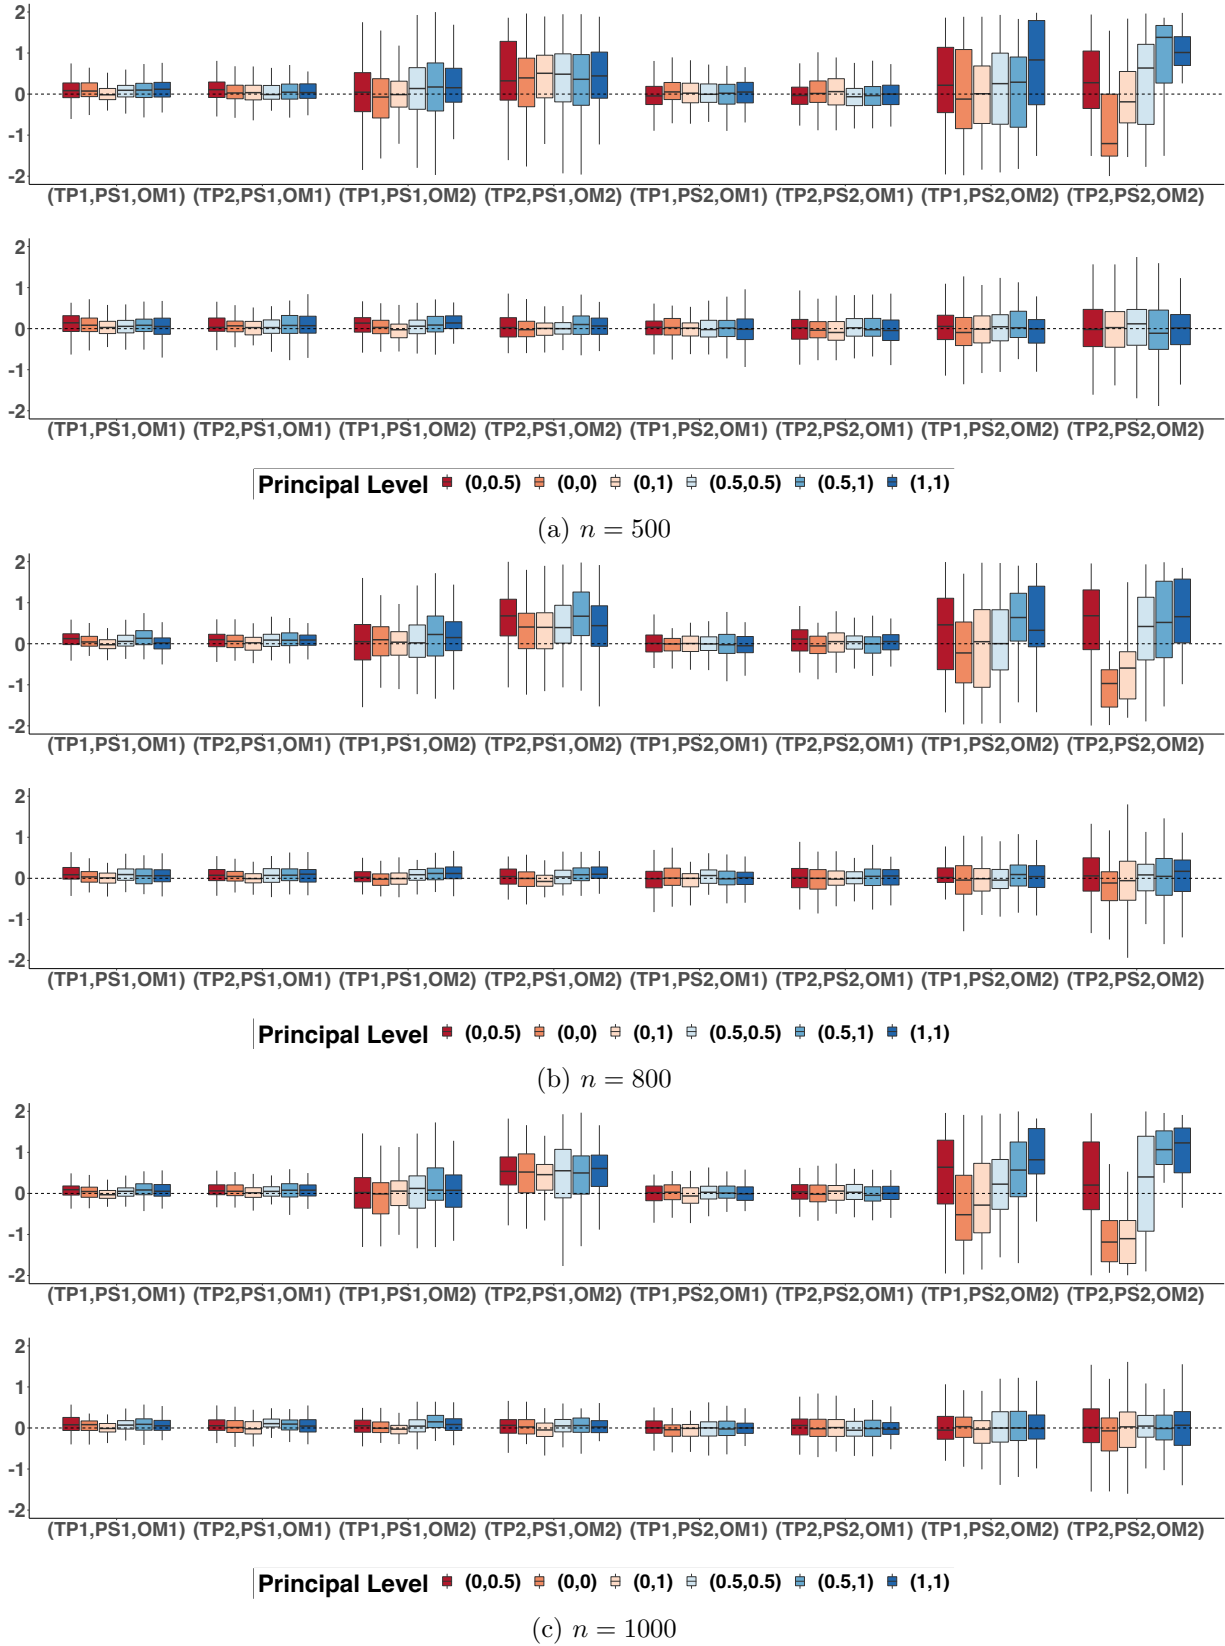 2
1
0
-1
-2
(TP1,PS1,OM1) (TP2,PS1,OM1) (TP1,PS1,OM2) (TP2,PS1,OM2) (TP1,PS2,OM1) (TP2,PS2,OM1) (TP1,PS2,OM2) (TP2,PS2,OM2)
2
1
0
-1
-2
(TP1,PS1,OM1) (TP2,PS1,OM1) (TP1,PS1,OM2) (TP2,PS1,OM2) (TP1,PS2,OM1) (TP2,PS2,OM1) (TP1,PS2,OM2) (TP2,PS2,OM2)
Principal Level (0,0.5) (0,0) (0,1) (0.5,0.5) (0.5,1) (1,1)
(a) n = 500
2
1
0
-1
-2
(TP1,PS1,OM1) (TP2,PS1,OM1) (TP1,PS1,OM2) (TP2,PS1,OM2) (TP1,PS2,OM1) (TP2,PS2,OM1) (TP1,PS2,OM2) (TP2,PS2,OM2)
2
1
0
-1
-2
(TP1,PS1,OM1) (TP2,PS1,OM1) (TP1,PS1,OM2) (TP2,PS1,OM2) (TP1,PS2,OM1) (TP2,PS2,OM1) (TP1,PS2,OM2) (TP2,PS2,OM2)
Principal Level (0,0.5) (0,0) (0,1) (0.5,0.5) (0.5,1) (1,1)
(b) n = 800
2
1
0
-1
-2
(TP1,PS1,OM1) (TP2,PS1,OM1) (TP1,PS1,OM2) (TP2,PS1,OM2) (TP1,PS2,OM1) (TP2,PS2,OM1) (TP1,PS2,OM2) (TP2,PS2,OM2)
2
1
0
-1
-2
(TP1,PS1,OM1) (TP2,PS1,OM1) (TP1,PS1,OM2) (TP2,PS1,OM2) (TP1,PS2,OM1) (TP2,PS2,OM1) (TP1,PS2,OM2) (TP2,PS2,OM2)
Principal Level (0,0.5) (0,0) (0,1) (0.5,0.5) (0.5,1) (1,1)
(c) n = 1000